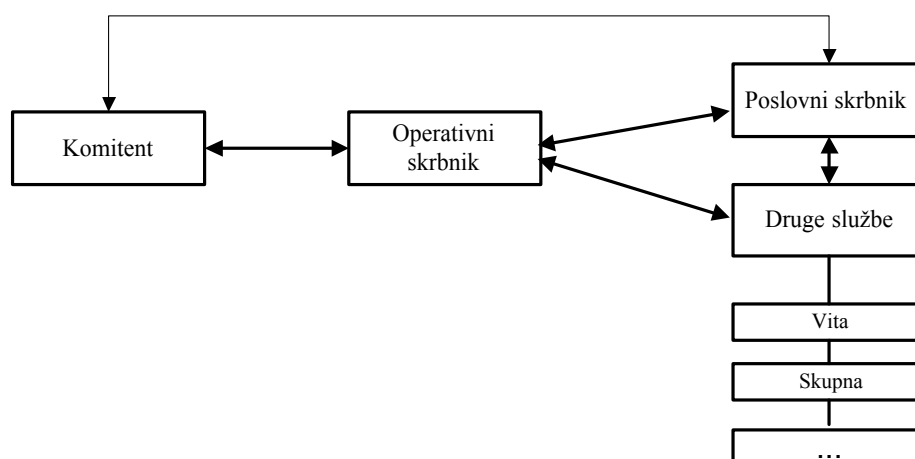 Poslovni skrbnik
Komitent
Operativni
skrbnik
Druge službe
Vita
Skupna
...